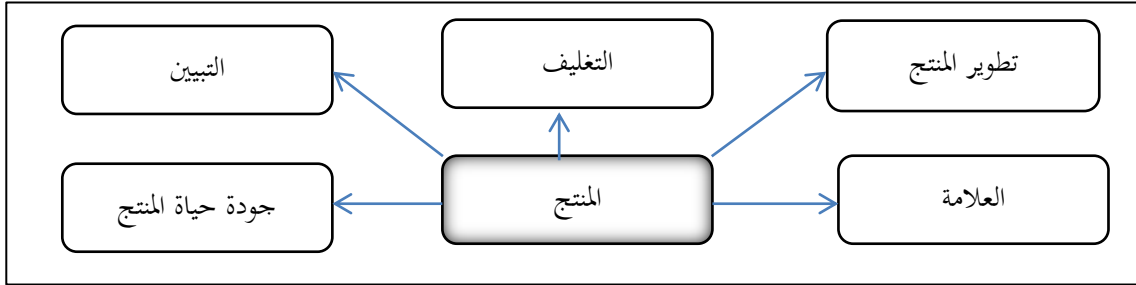 تطوير المنتج
التغليف
التبيين
العلامة
المنتج
جودة حياة المنتج